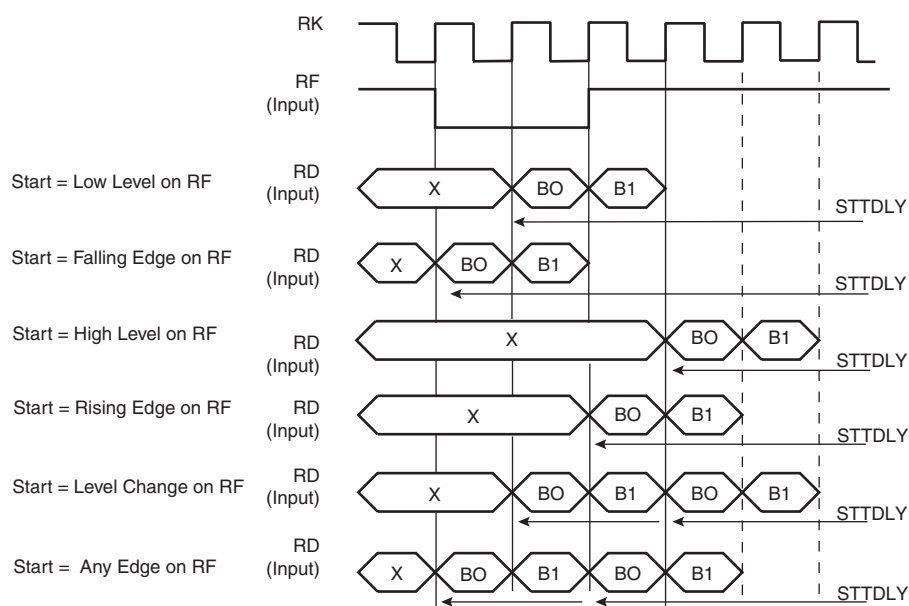 RK
RF
(Input)
Start = Low Level on RF
RD
(Input)
X
BO
B1
STTDLY
Start = Falling Edge on RF
RD
(Input)
X
BO
B1
STTDLY
Start = High Level on RF
RD
(Input)
X
BO
B1
STTDLY
Start = Rising Edge on RF
RD
(Input)
X
BO
B1
STTDLY
Start = Level Change on RF
RD
(Input)
X
BO
B1
BO
B1
STTDLY
Start = Any Edge on RF
RD
(Input)
X
BO
B1
BO
B1
STTDLY